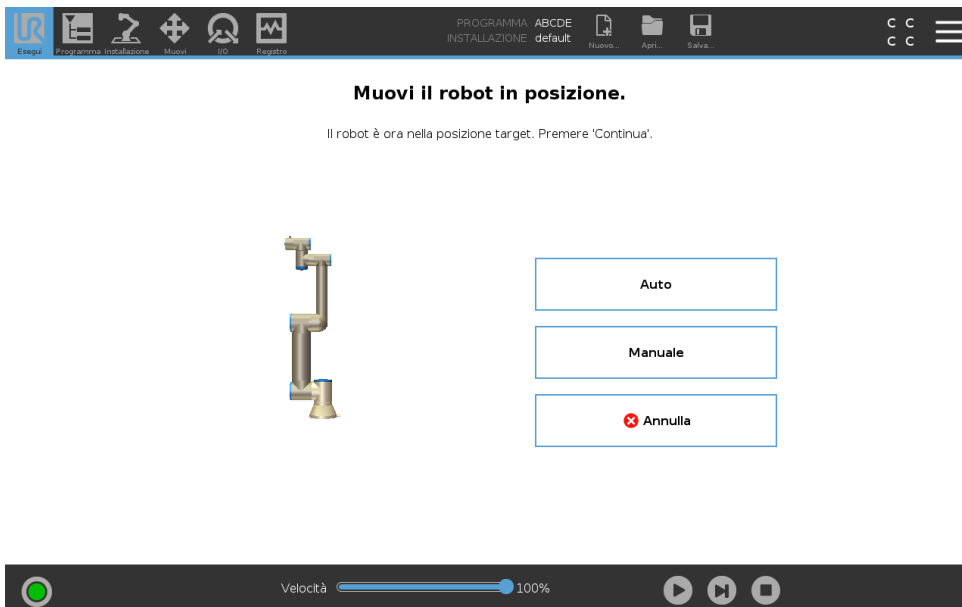 UR
PROGRAMMA ABCDE
INSTALLAZIONE default
Esegui Programma Installazione Muovi I/O Registro
Nuovo... Apri... Salva...
C C
C C
Muovi il robot in posizione.
Il robot è ora nella posizione target. Premere 'Continua'.
Auto
Manuale
Annulla
Velocità 100%